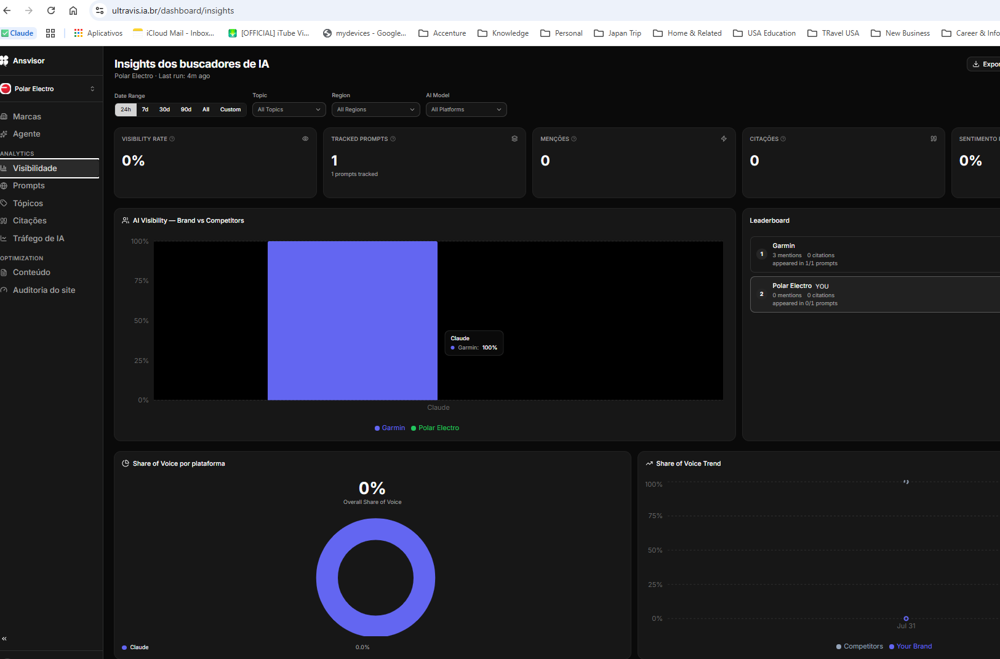 ultravis.ia.br/dashboard/insights
Claude
Aplicativos
iCloud Mail - Inbox...
[OFFICIAL] iTube Vi...
mydevices - Google...
Accenture
Knowledge
Personal
Japan Trip
Home & Related
USA Education
TRavel USA
New Business
Career & Info
Ansvisor
Polar Electro
Marcas
Agente
ANALYTICS
Visibilidade
Prompts
Tópicos
Citações
Tráfego de IA
OPTIMIZATION
Conteúdo
Auditoria do site
«
Insights dos buscadores de IA
Polar Electro · Last run: 4m ago
Expor
Date Range
24h 7d 30d 90d All Custom
Topic
All Topics
Region
All Regions
AI Model
All Platforms
VISIBILITY RATE
0%
TRACKED PROMPTS
1
1 prompts tracked
MENÇÕES
0
CITAÇÕES
0
SENTIMENTO
0%
AI Visibility — Brand vs Competitors
100%
75%
50%
25%
0%
Claude
Garmin: 100%
Claude
Garmin Polar Electro
Leaderboard
1
Garmin
3 mentions 0 citations
appeared in 1/1 prompts
2
Polar Electro YOU
0 mentions 0 citations
appeared in 0/1 prompts
Share of Voice por plataforma
0%
Overall Share of Voice
Claude 0.0%
Share of Voice Trend
100%
75%
50%
25%
0%
Jul 31
Competitors Your Brand